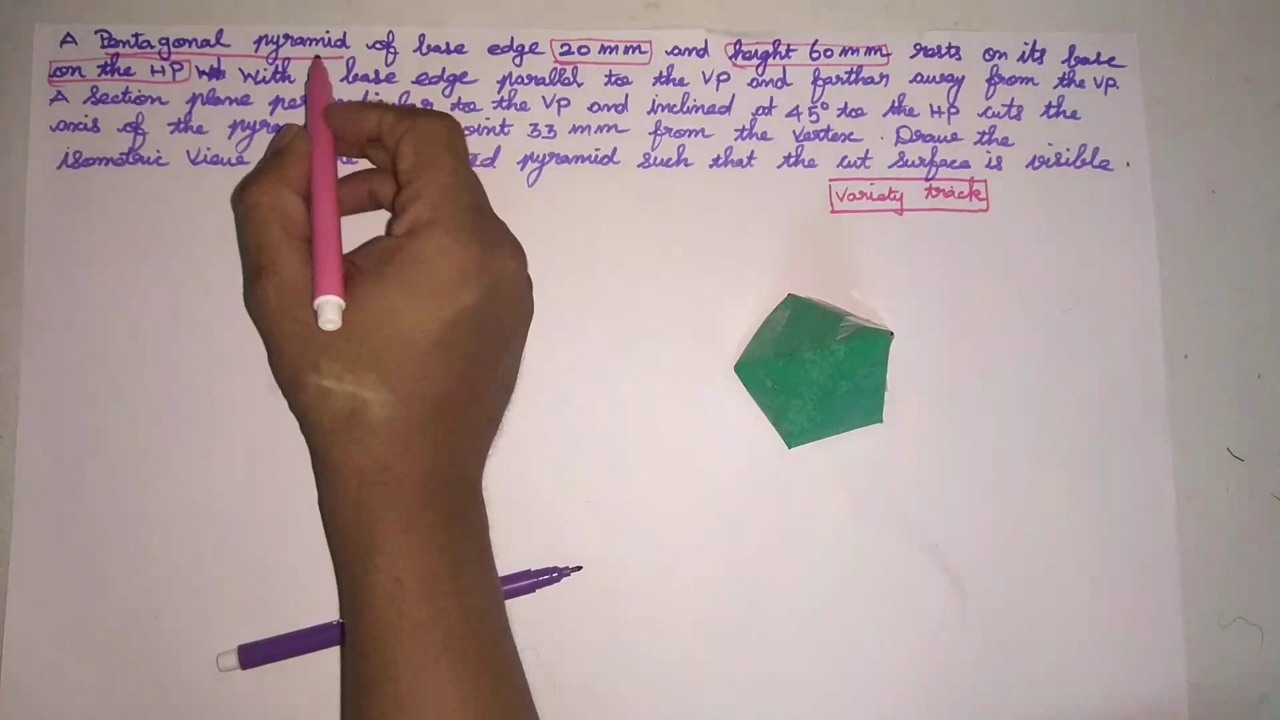 A Pentagonal pyramid of base edge 20 mm and height 60 mm rests on its base
on the HP with base edge parallel to the VP and farther away from the VP.
A section plane to the VP and inclined at 45° to the HP cuts the
axis of the 33 mm from the vertex. Draw the
isometric View pyramid such that the cut surface is visible.
Variety track